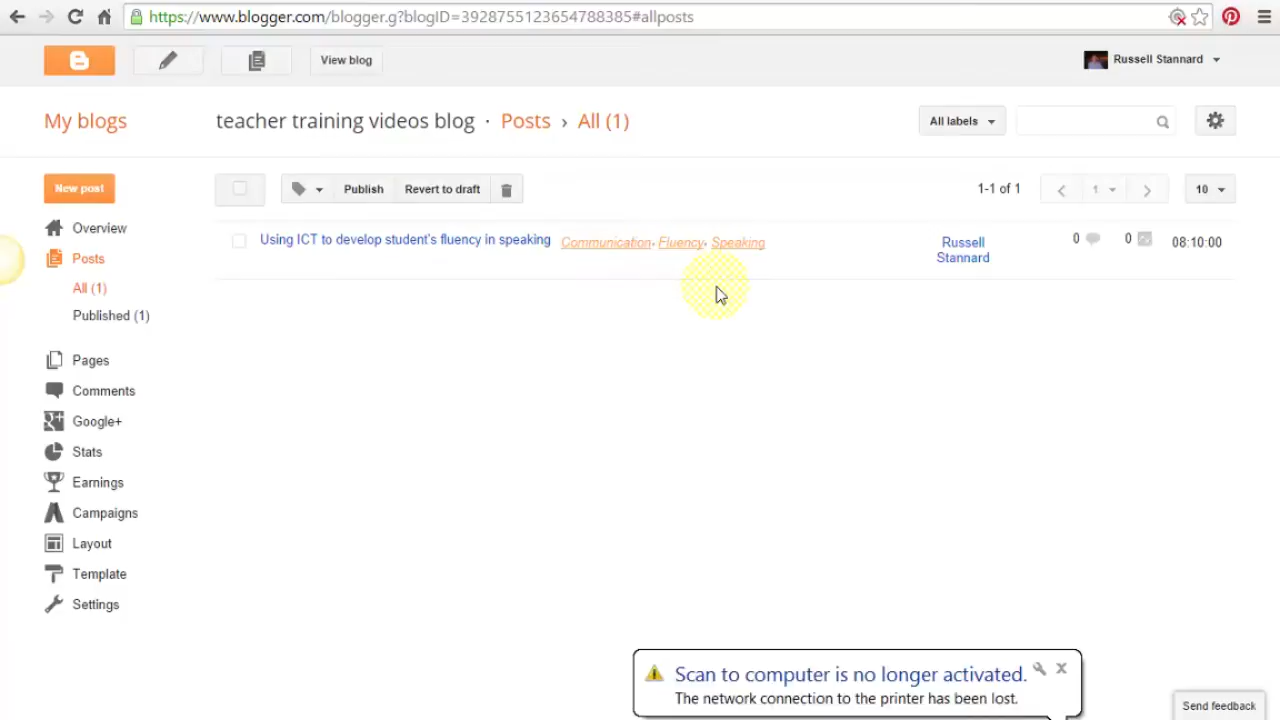 https://www.blogger.com/blogger.g?blogID=3928755123654788385#allposts
View blog
Russell Stannard
My blogs
teacher training videos blog · Posts › All (1)
All labels
New post
Publish
Revert to draft
1-1 of 1
1
10
Overview
Using ICT to develop student's fluency in speaking
Communication, Fluency, Speaking
Russell
Stannard
0
0
08:10:00
Posts
All (1)
Published (1)
Pages
Comments
Google+
Stats
Earnings
Campaigns
Layout
Template
Settings
Scan to computer is no longer activated.
The network connection to the printer has been lost.
Send feedback